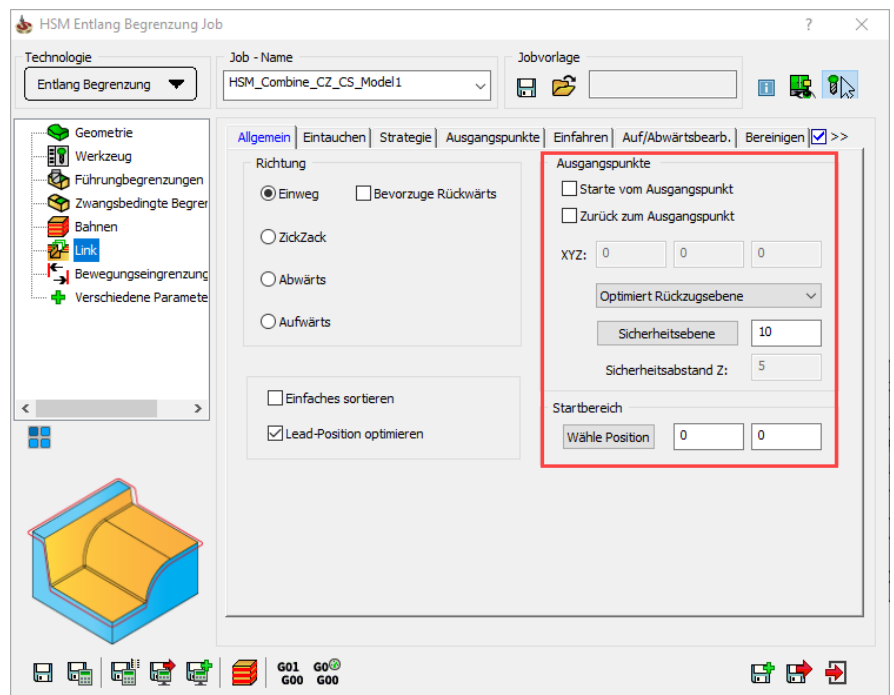 HSM Entlang Begrenzung Job
?
Technologie
Entlang Begrenzung
Job - Name
HSM_Combine_CZ_CS_Model1
Jobvorlage
Geometrie
Werkzeug
Führungbegrenzungen
Zwangsbedingte Begrer
Bahnen
Link
Bewegungseingrenzung
Verschiedene Paramete
< >
Allgemein Eintauchen Strategie Ausgangspunkte Einfahren Auf/Abwärtsbearb. Bereinigen >>
Richtung
Einweg Bevorzuge Rückwärts
ZickZack
Abwärts
Aufwärts
Einfaches sortieren
Lead-Position optimieren
Ausgangspunkte
Starte vom Ausgangspunkt
Zurück zum Ausgangspunkt
XYZ: 0 0 0
Optimiert Rückzugsebene
Sicherheitsebene 10
Sicherheitsabstand Z: 5
Startbereich
Wähle Position 0 0
G01 G0
G00 G00